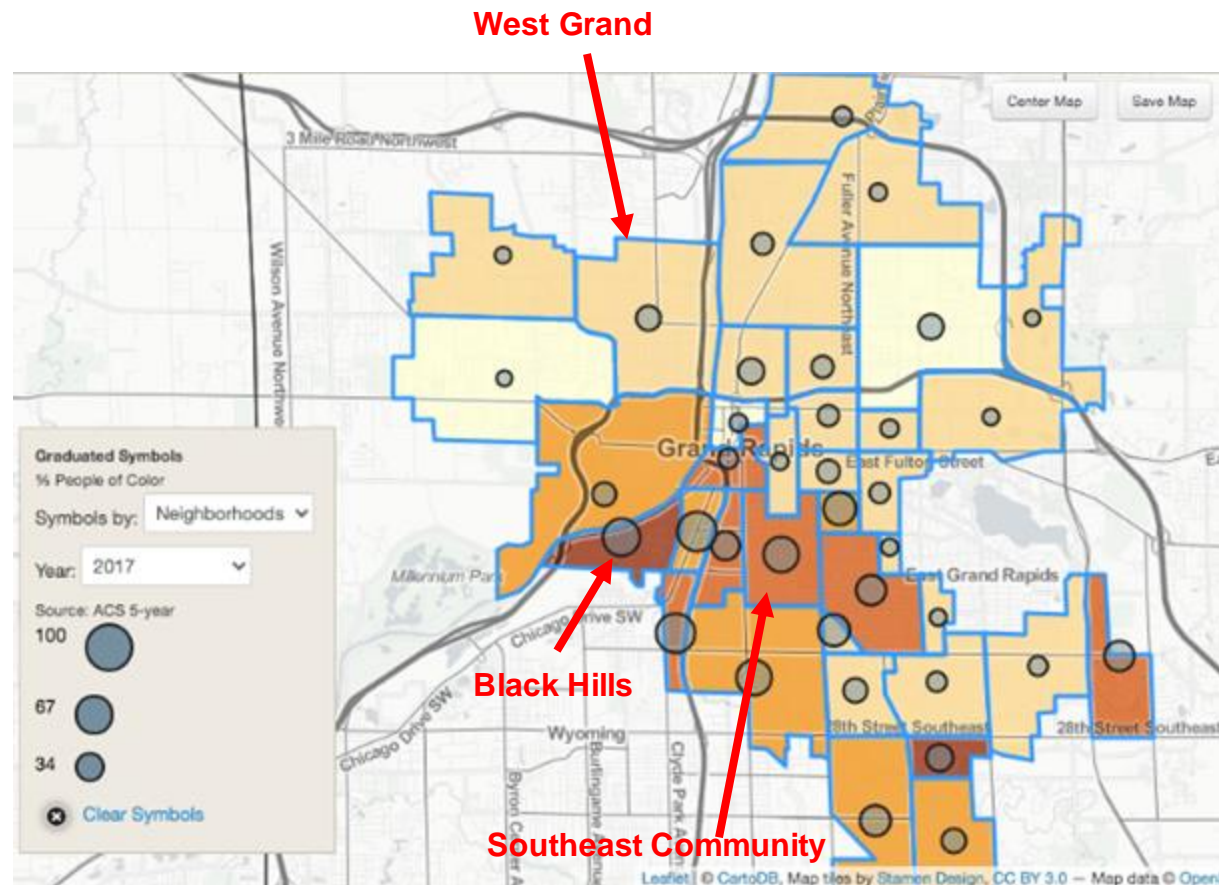 West Grand
Center Map
Save Map
3 Mile Road Northwest
Fuller Avenue Northeast
Grand Rapids
East Fulton Street
Graduated Symbols
% People of Color
Symbols by: Neighborhoods
Year: 2017
Source: ACS 5-year
100
67
34
Clear Symbols
Millennium Park
East Grand Rapids
Chicago Drive SW
Black Hills
28th Street Southeast
28th Street Southeast
Wyoming
Chicago Drive SW
Southeast Community
Leaflet | © CartoDB, Map tiles by Stamen Design, CC BY 3.0 — Map data © Open